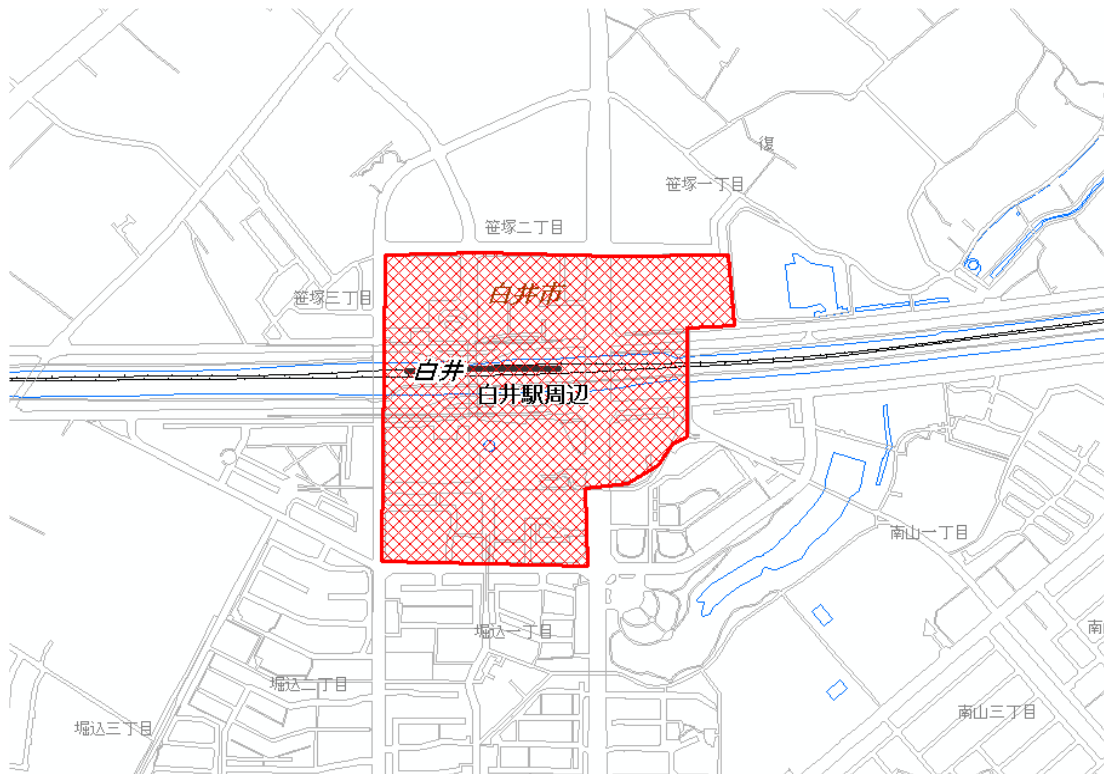 復
笹塚一丁目
笹塚二丁目
白井市
笹塚三丁目
白井
白井駅周辺
南山一丁目
堀込一丁目
南
堀込二丁目
南山三丁目
堀込三丁目